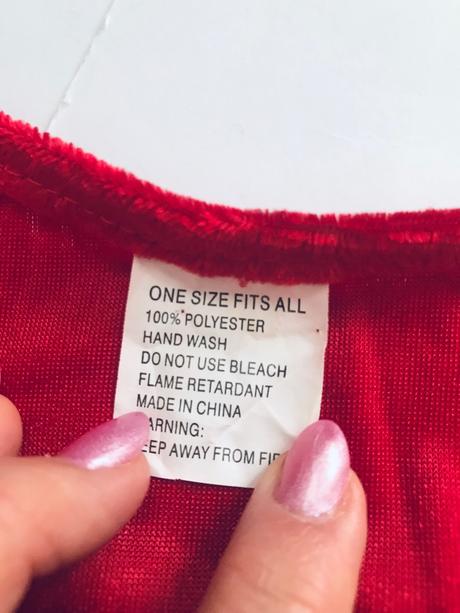 ONE SIZE FITS ALL
100% POLYESTER
HAND WASH
DO NOT USE BLEACH
FLAME RETARDANT
MADE IN CHINA
ARNING:
EEP AWAY FROM FI